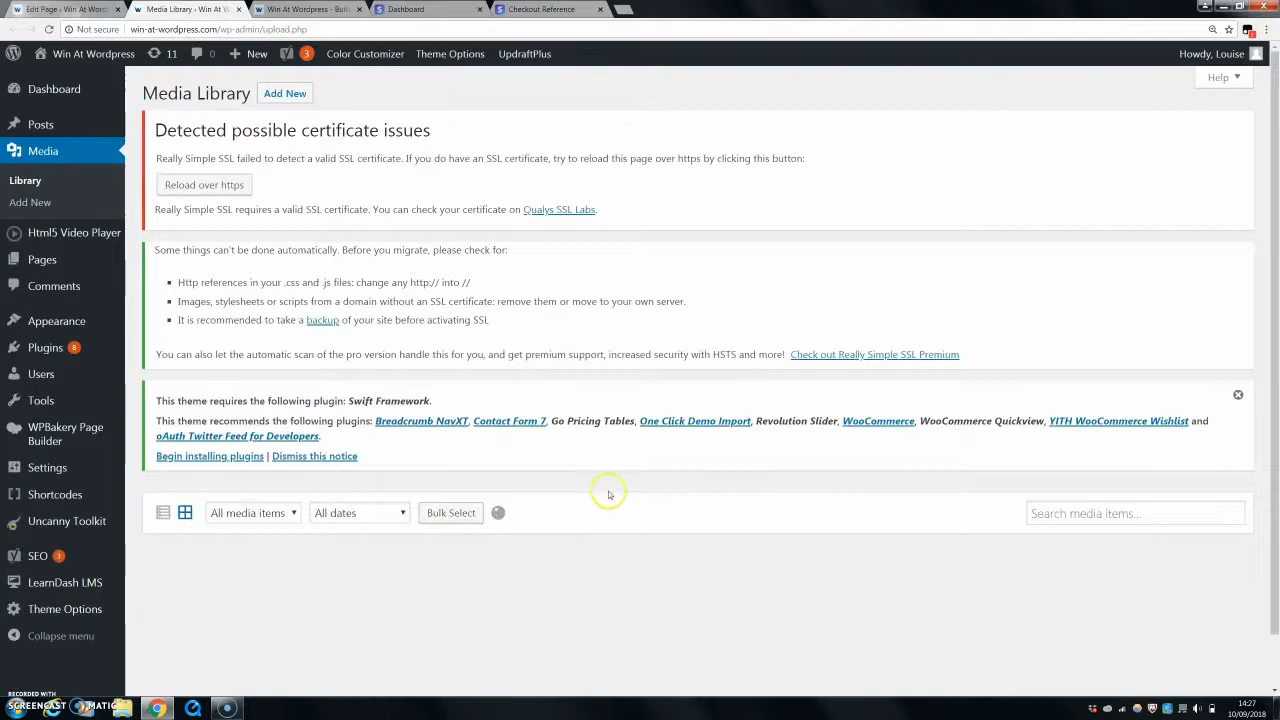 Edit Page ‹ Win At Wordp
Media Library ‹ Win At W
Win At Wordpress - Build
Dashboard
Checkout Reference
Not secure | win-at-wordpress.com/wp-admin/upload.php
Win At Wordpress
11
0
New
3
Color Customizer
Theme Options
UpdraftPlus
Howdy, Louise
Help
Dashboard
Posts
Media
Library
Add New
Html5 Video Player
Pages
Comments
Appearance
Plugins 8
Users
Tools
WPBakery Page
Builder
Settings
Shortcodes
Uncanny Toolkit
SEO 3
LearnDash LMS
Theme Options
Collapse menu
Media Library Add New
Detected possible certificate issues
Really Simple SSL failed to detect a valid SSL certificate. If you do have an SSL certificate, try to reload this page over https by clicking this button:
Reload over https
Really Simple SSL requires a valid SSL certificate. You can check your certificate on Qualys SSL Labs.
Some things can't be done automatically. Before you migrate, please check for:
Http references in your .css and .js files: change any http:// into //
Images, stylesheets or scripts from a domain without an SSL certificate: remove them or move to your own server.
It is recommended to take a backup of your site before activating SSL
You can also let the automatic scan of the pro version handle this for you, and get premium support, increased security with HSTS and more! Check out Really Simple SSL Premium
This theme requires the following plugin: Swift Framework.
This theme recommends the following plugins: Breadcrumb NavXT, Contact Form 7, Go Pricing Tables, One Click Demo Import, Revolution Slider, WooCommerce, WooCommerce Quickview, YITH WooCommerce Wishlist and
oAuth Twitter Feed for Developers.
Begin installing plugins | Dismiss this notice
All media items
All dates
Bulk Select
Search media items...
RECORDED WITH
SCREENCAST MATIC
14:27
10/09/2018